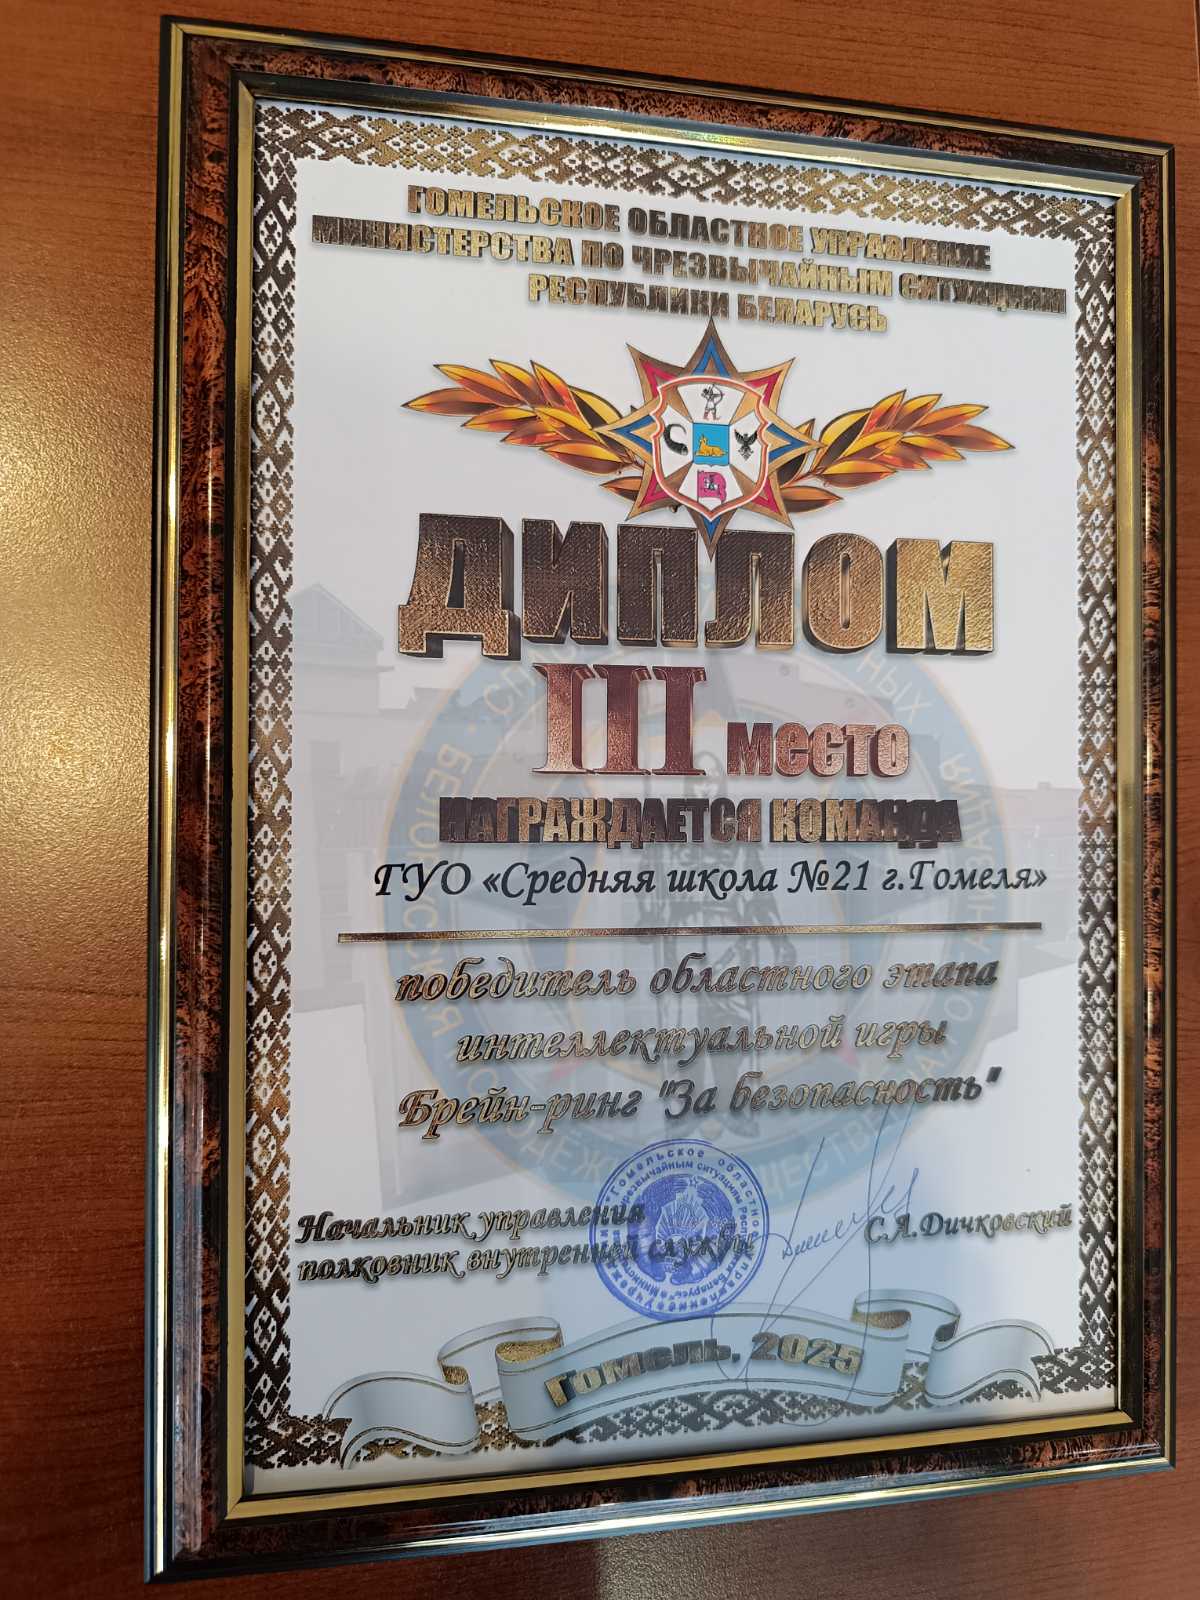 ГОМЕЛЬСКОЕ ОБЛАСТНОЕ УПРАВЛЕНИЕ
МИНИСТЕРСТВА ПО ЧРЕЗВЫЧАЙНЫМ СИТУАЦИЯМ
РЕСПУБЛИКИ БЕЛАРУСЬ
ДИПЛОМ
III место
НАГРАЖДАЕТСЯ КОМАНДА
ГУО «Средняя школа №21 г.Гомеля»
победитель областного этапа
интеллектуальной игры
Брейн-ринг "За безопасность"
Начальник управления
полковник внутренней службы
С.А.Дичковский
Гомель, 2025